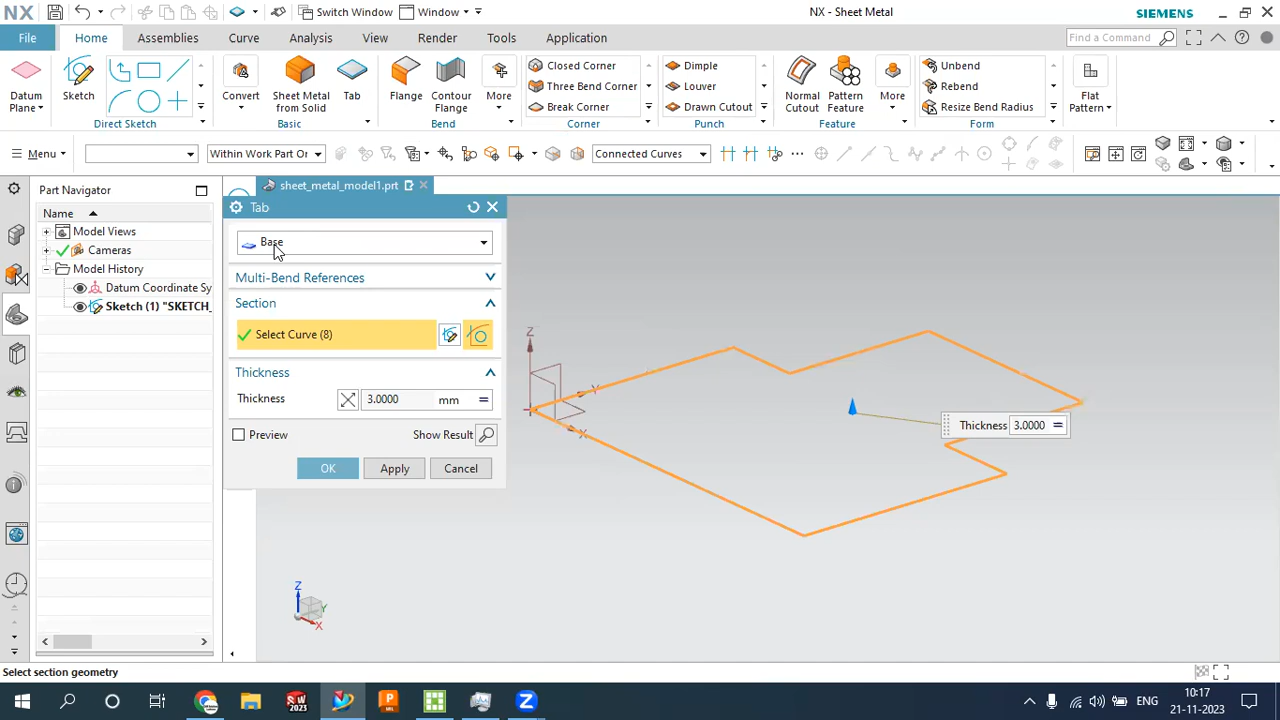 NX
Switch Window
Window
NX - Sheet Metal
SIEMENS
File
Home
Assemblies
Curve
Analysis
View
Render
Tools
Application
Find a Command
Datum Plane
Sketch
Direct Sketch
Convert
Sheet Metal from Solid
Tab
Basic
Flange
Contour Flange
More
Bend
Closed Corner
Three Bend Corner
Break Corner
Corner
Dimple
Louver
Drawn Cutout
Punch
Normal Cutout
Pattern Feature
More
Feature
Unbend
Rebend
Resize Bend Radius
Form
Flat Pattern
Menu
Within Work Part On
Connected Curves
Part Navigator
Name
Model Views
Cameras
Model History
Datum Coordinate Sy
Sketch (1) "SKETCH_
sheet_metal_model1.prt
Tab
Base
Multi-Bend References
Section
Select Curve (8)
Thickness
Thickness
3.0000 mm
Preview
Show Result
OK
Apply
Cancel
Z
Y
X
Thickness 3.0000
Z
Y
X
Select section geometry
ENG
10:17
21-11-2023
SW
2023
P
Z